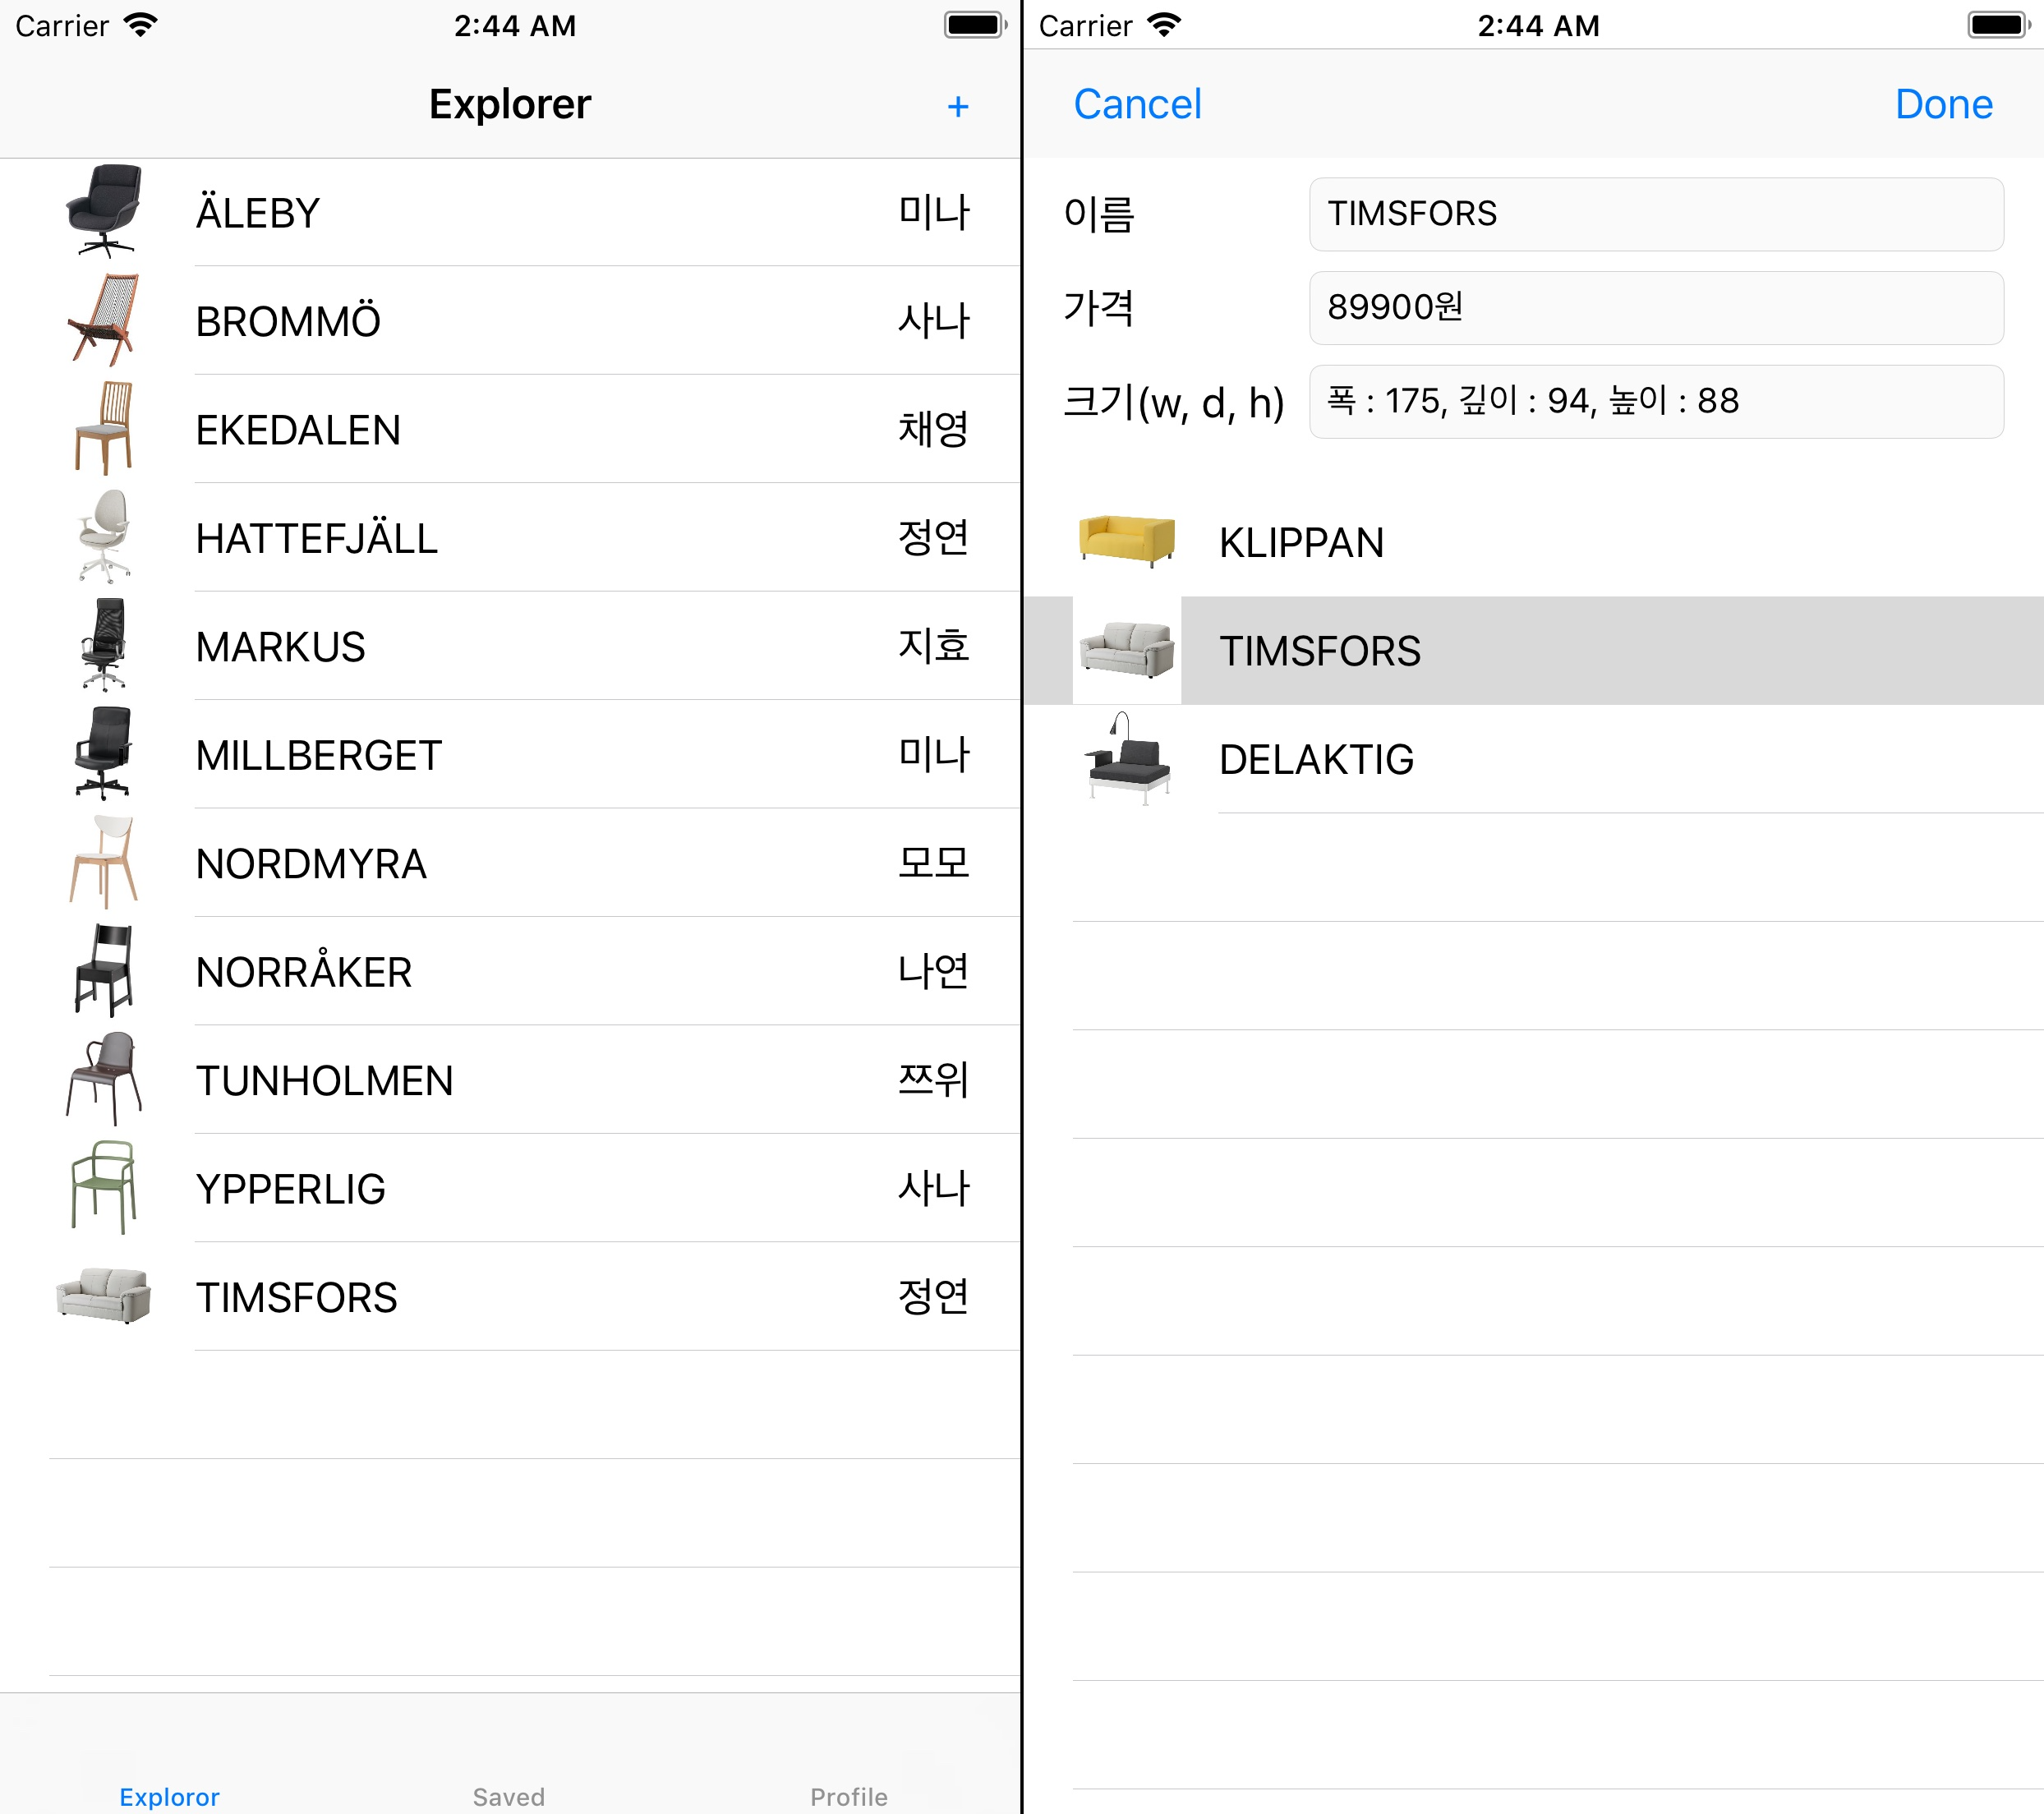 Carrier 2:44 AM
Explorer +
ÄLEBY 미나
BROMMÖ 사나
EKEDALEN 채영
HATTEFJÄLL 정연
MARKUS 지효
MILLBERGET 미나
NORDMYRA 모모
NORRÅKER 나연
TUNHOLMEN 쯔위
YPPERLIG 사나
TIMSFORS 정연
Exploror Saved Profile
Carrier 2:44 AM
Cancel Done
이름 TIMSFORS
가격 89900원
크기(w, d, h) 폭 : 175, 깊이 : 94, 높이 : 88
KLIPPAN
TIMSFORS
DELAKTIG